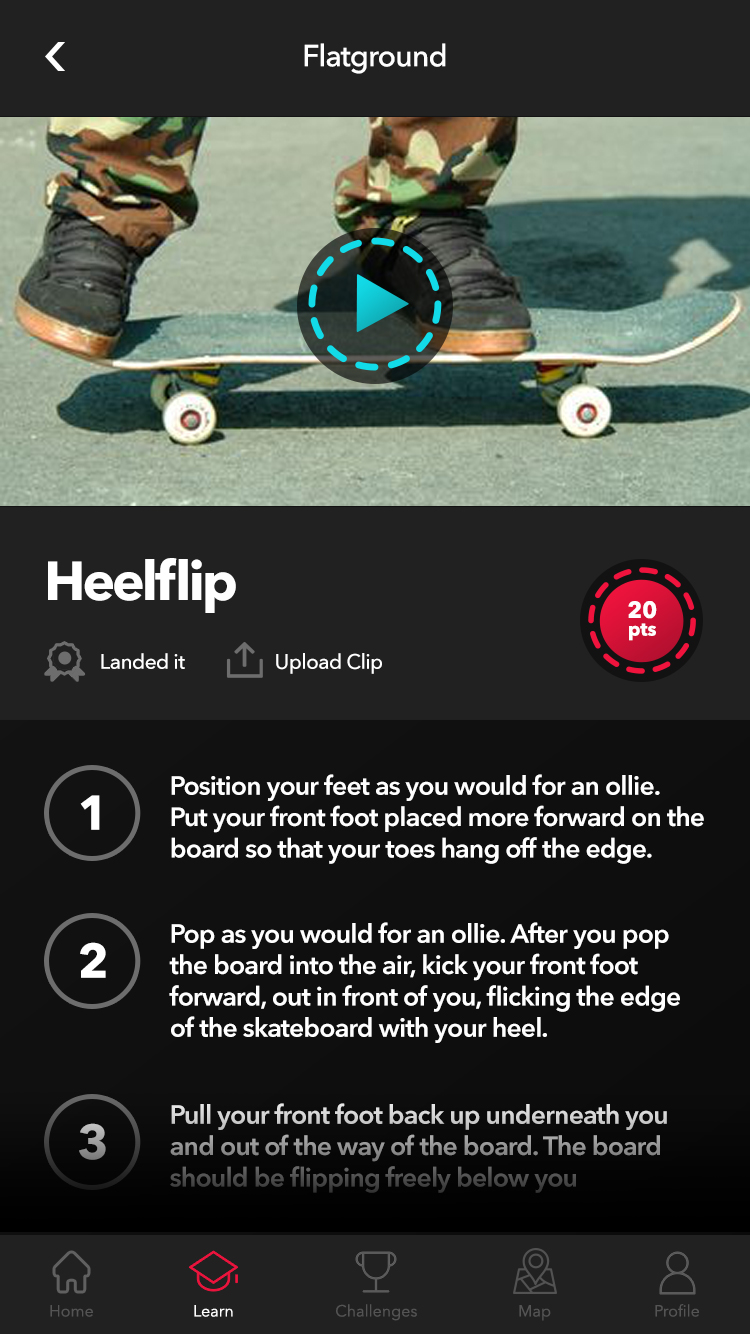 Flatground
Heelflip
20
pts
Landed it
Upload Clip
1
Position your feet as you would for an ollie.
Put your front foot placed more forward on the
board so that your toes hang off the edge.
2
Pop as you would for an ollie. After you pop
the board into the air, kick your front foot
forward, out in front of you, flicking the edge
of the skateboard with your heel.
3
Pull your front foot back up underneath you
and out of the way of the board. The board
should be flipping freely below you
Home
Learn
Challenges
Map
Profile